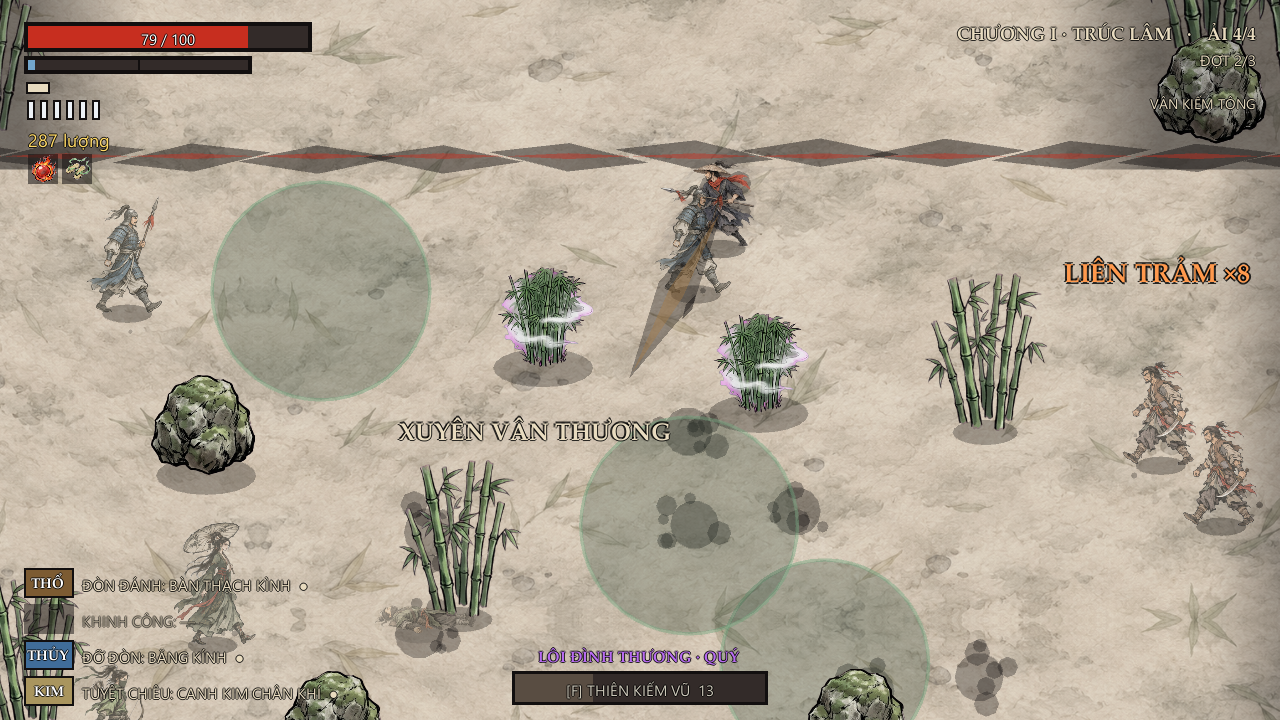 79 / 100
CHƯƠNG I · TRÚC LÂM · ẢI 4/4
ĐỢT 2/3
VẠN KIẾM TÔNG
287 lượng
LIÊN TRẢM ×8
XUYÊN VÂN THƯƠNG
THỔ ĐÒN ĐÁNH: BÀN THẠCH KÌNH
KHINH CÔNG:
THỦY ĐỠ ĐÒN: BĂNG KÍNH
KIM TUYỆT CHIÊU: CANH KIM CHÂN KHÍ
LÔI ĐÌNH THƯƠNG · QUÝ
[F] THIÊN KIẾM VŨ 13